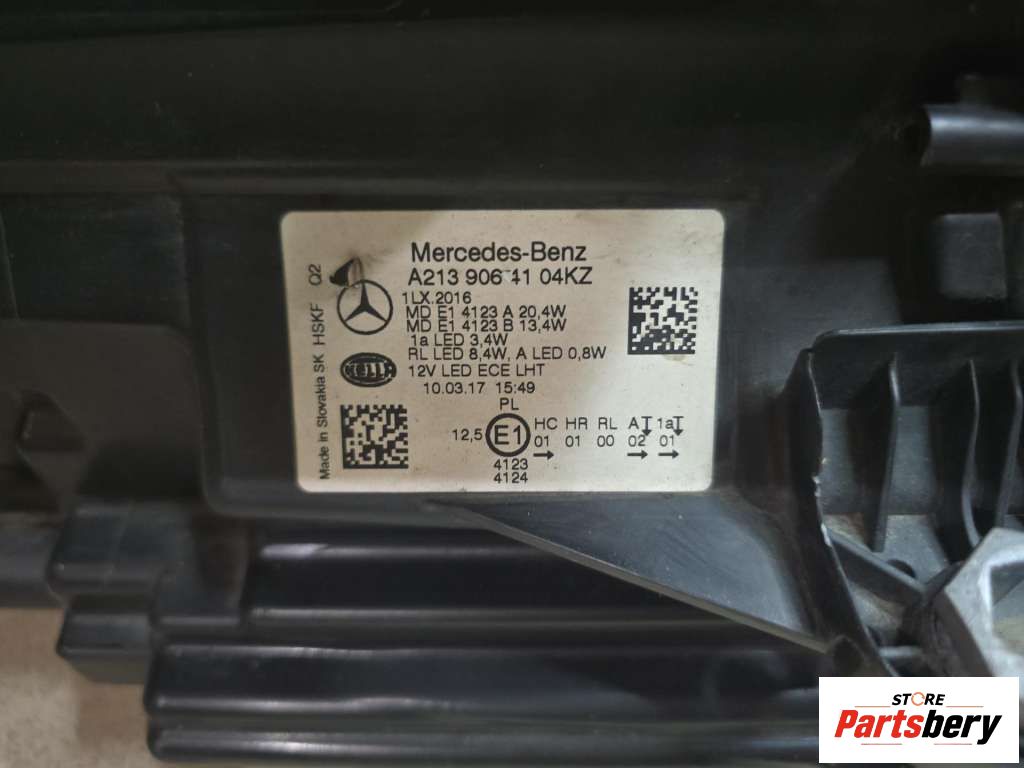 Mercedes-Benz
A213 906 41 04KZ
1LX.2016
MD E1 4123 A 20,4W
MD E1 4123 B 13,4W
1a LED 3,4W
RL LED 8,4W, A LED 0,8W
12V LED ECE LHT
10.03.17 15:49
PL
12,5 E1 HC HR RL A 1a
01 01 00 02 01
4123
4124
Made in Slovakia SK HSKF Q2
HELLA
STORE
Partsbery